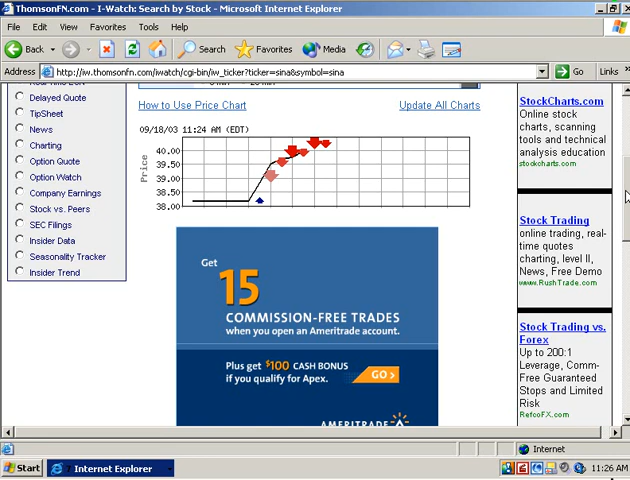 ThomsonFN.com - I-Watch: Search by Stock - Microsoft Internet Explorer
File Edit View Favorites Tools Help
Back Search Favorites Media
Address http://iw.thomsonfn.com/iwatch/cgi-bin/iw_ticker?ticker=sina&symbol=sina Go Links »
Delayed Quote
TipSheet
News
Charting
Option Quote
Option Watch
Company Earnings
Stock vs. Peers
SEC Filings
Insider Data
Seasonality Tracker
Insider Trend
How to Use Price Chart Update All Charts
09/18/03 11:24 AM (EDT)
Price
40.00
39.50
39.00
38.50
38.00
Get
15
COMMISSION-FREE TRADES
when you open an Ameritrade account.
Plus get $100 CASH BONUS
if you qualify for Apex.
GO >
AMERITRADE
StockCharts.com
Online stock
charts, scanning
tools and technical
analysis education
stockcharts.com
Stock Trading
online trading, real-
time quotes
charting, level II,
News, Free Demo
www.RushTrade.com
Stock Trading vs.
Forex
Up to 200:1
Leverage, Comm-
Free Guaranteed
Stops and Limited
Risk
RefcoFX.com
Internet
Start Internet Explorer 11:26 AM